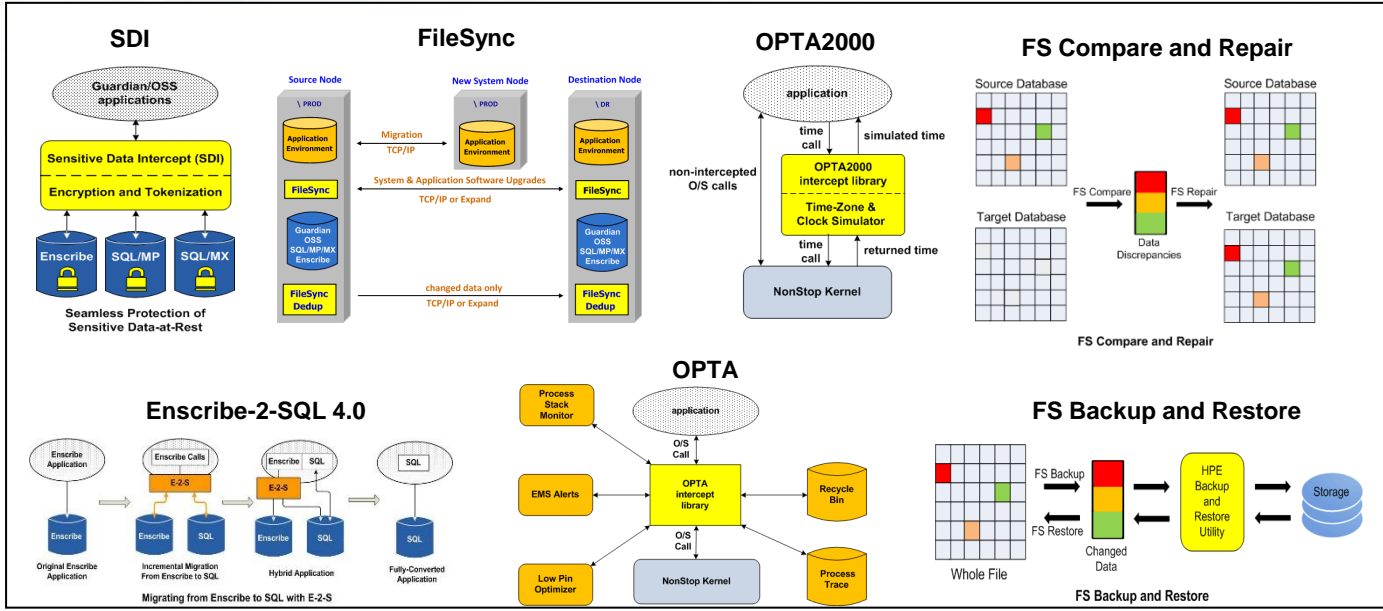 SDI
Guardian/OSS
applications
Sensitive Data Intercept (SDI)
Encryption and Tokenization
Enscribe
SQL/MP
SQL/MX
Seamless Protection of
Sensitive Data-at-Rest
FileSync
Source Node
New System Node
Destination Node
\ PROD
\ PROD
\ DR
Application
Environment
Migration
TCP/IP
Application
Environment
Application
Environment
FileSync
System & Application Software Upgrades
TCP/IP or Expand
FileSync
Guardian
OSS
SQL/MP/MX
Enscribe
Guardian
OSS
SQL/MP/MX
Enscribe
FileSync
Dedup
changed data only
TCP/IP or Expand
FileSync
Dedup
OPTA2000
application
time
call
simulated time
non-intercepted
O/S calls
OPTA2000
intercept library
Time-Zone &
Clock Simulator
time
call
returned time
NonStop Kernel
FS Compare and Repair
Source Database
Source Database
FS Compare
FS Repair
Target Database
Data
Discrepancies
Target Database
FS Compare and Repair
Enscribe-2-SQL 4.0
Enscribe
Application
Enscribe Calls
E-2-S
Enscribe
SQL
E-2-S
SQL
Enscribe
Enscribe
SQL
Enscribe
SQL
SQL
Original Enscribe
Application
Incremental Migration
From Enscribe to SQL
Hybrid Application
Fully-Converted
Application
Migrating from Enscribe to SQL with E-2-S
OPTA
Process
Stack
Monitor
application
O/S
Call
EMS Alerts
OPTA
intercept
library
Recycle
Bin
O/S
Call
Low Pin
Optimizer
NonStop Kernel
Process
Trace
FS Backup and Restore
FS Backup
FS Restore
HPE
Backup
and
Restore
Utility
Storage
Whole File
Changed
Data
FS Backup and Restore